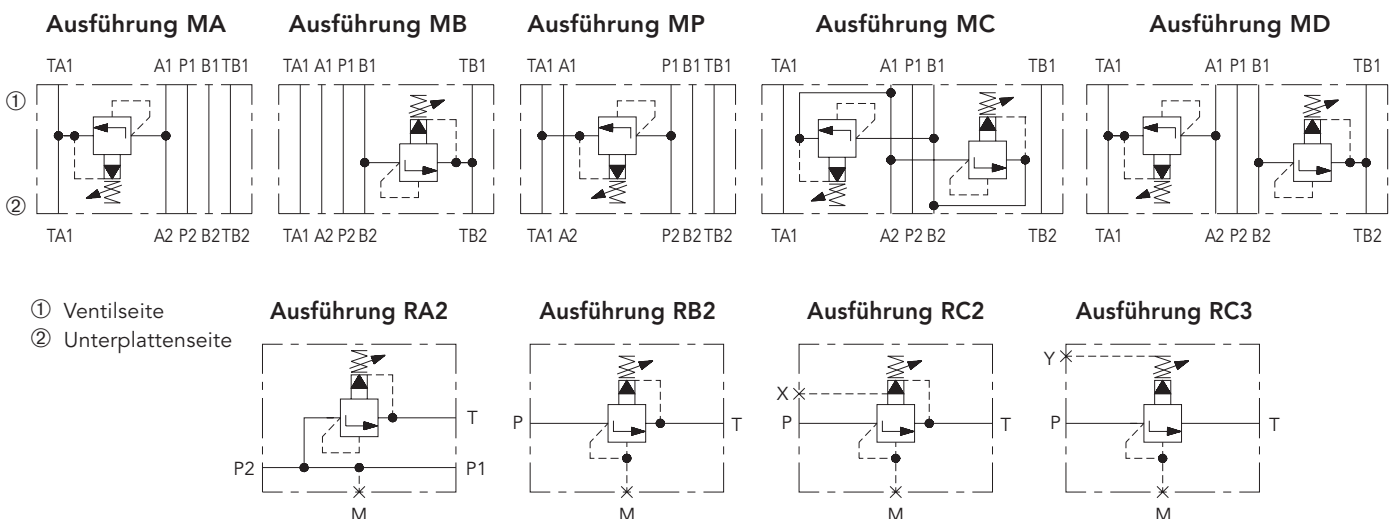 Ausführung MA Ausführung MB Ausführung MP Ausführung MC Ausführung MD
TA1 A1 P1 B1 TB1 TA1 A1 P1 B1 TB1 TA1 A1 P1 B1 TB1 TA1 A1 P1 B1 TB1 TA1 A1 P1 B1 TB1
①
②
TA1 A2 P2 B2 TB2 TA1 A2 P2 B2 TB2 TA1 A2 P2 B2 TB2 TA1 A2 P2 B2 TB2 TA1 A2 P2 B2 TB2
① Ventilseite
② Unterplattenseite
Ausführung RA2 Ausführung RB2 Ausführung RC2 Ausführung RC3
Y
X
T P T P T P T
P2 P1
M M M M